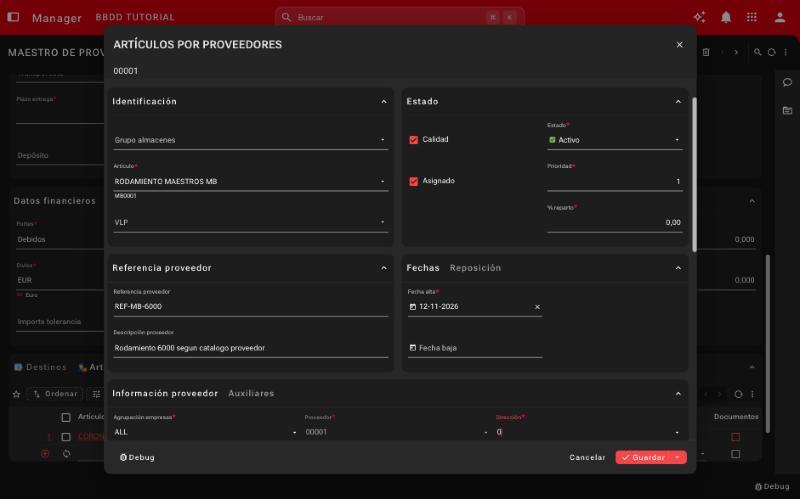 Manager BBDD TUTORIAL
Buscar
⌘ K
MAESTRO DE PROV
ARTÍCULOS POR PROVEEDORES
00001
Plazo entrega*
Depósito
Datos financieros
Portes*
Debidos
0,000
Divisa*
EUR
0,000
Euro
Importe tolerancia
Destinos Art
Ordenar
Artículo
Documentos
CORON
Identificación
Grupo almacenes
Artículo*
RODAMIENTO MAESTROS MB
MB0001
VLP
Estado
Calidad
Estado*
Activo
Asignado
Prioridad*
1
% reparto*
0,00
Referencia proveedor
Referencia proveedor
REF-MB-6000
Descripción proveedor
Rodamiento 6000 segun catalogo proveedor
Fechas Reposición
Fecha alta*
12-11-2026
Fecha baja
Información proveedor Auxiliares
Agrupación empresas*
ALL
Proveedor*
00001
Dirección*
0
Debug
Cancelar
Guardar
Debug